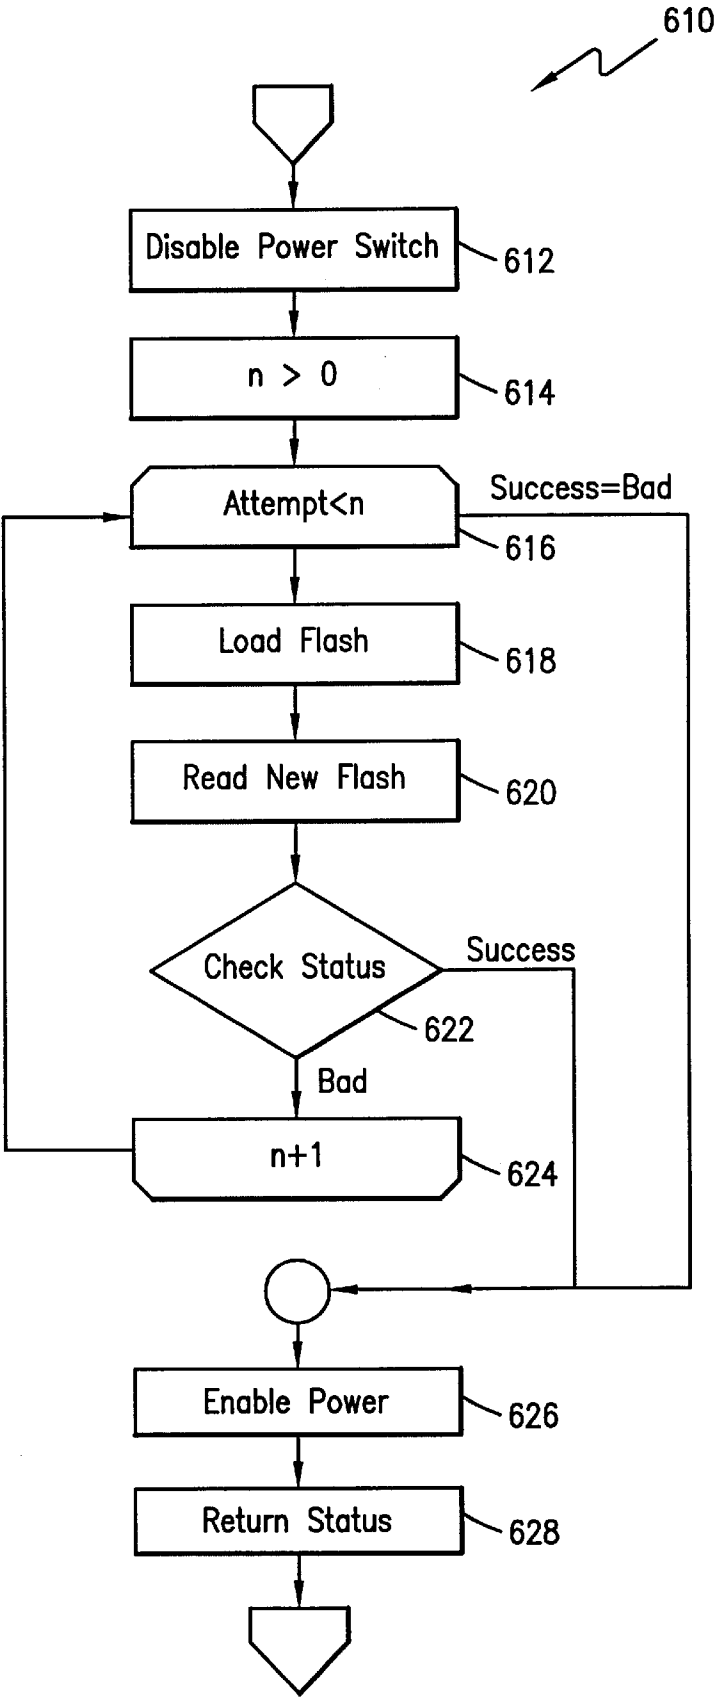 610
Disable Power Switch
612
n > 0
614
Attempt<n
Success=Bad
616
Load Flash
618
Read New Flash
620
Check Status
Success
622
Bad
n+1
624
Enable Power
626
Return Status
628